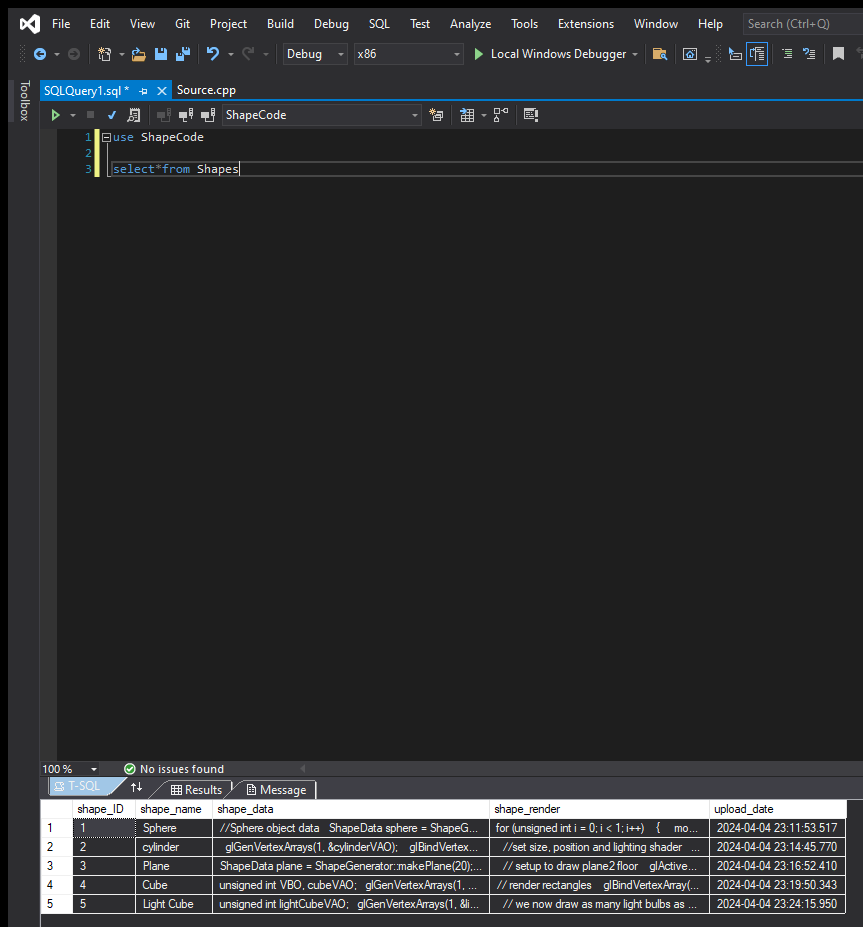 File Edit View Git Project Build Debug SQL Test Analyze Tools Extensions Window Help Search (Ctrl+Q)
Debug x86 Local Windows Debugger
Toolbox
SQLQuery1.sql * Source.cpp
ShapeCode
1 use ShapeCode
2
3 select*from Shapes
100 % No issues found
T-SQL Results Message
shape_ID shape_name shape_data shape_render upload_date
1 1 Sphere //Sphere object data ShapeData sphere = ShapeG... for (unsigned int i = 0; i < 1; i++) { mo... 2024-04-04 23:11:53.517
2 2 cylinder glGenVertexArrays(1, &cylinderVAO); glBindVertex... //set size, position and lighting shader ... 2024-04-04 23:14:45.770
3 3 Plane ShapeData plane = ShapeGenerator::makePlane(20);... // setup to draw plane2 floor glActive... 2024-04-04 23:16:52.410
4 4 Cube unsigned int VBO, cubeVAO; glGenVertexArrays(1, ... // render rectangles glBindVertexArray(... 2024-04-04 23:19:50.343
5 5 Light Cube unsigned int lightCubeVAO; glGenVertexArrays(1, &li... // we now draw as many light bulbs as ... 2024-04-04 23:24:15.950